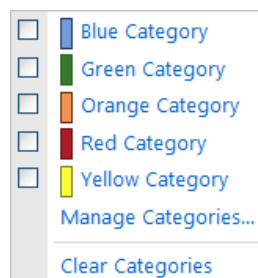 Blue Category
Green Category
Orange Category
Red Category
Yellow Category
Manage Categories...
Clear Categories